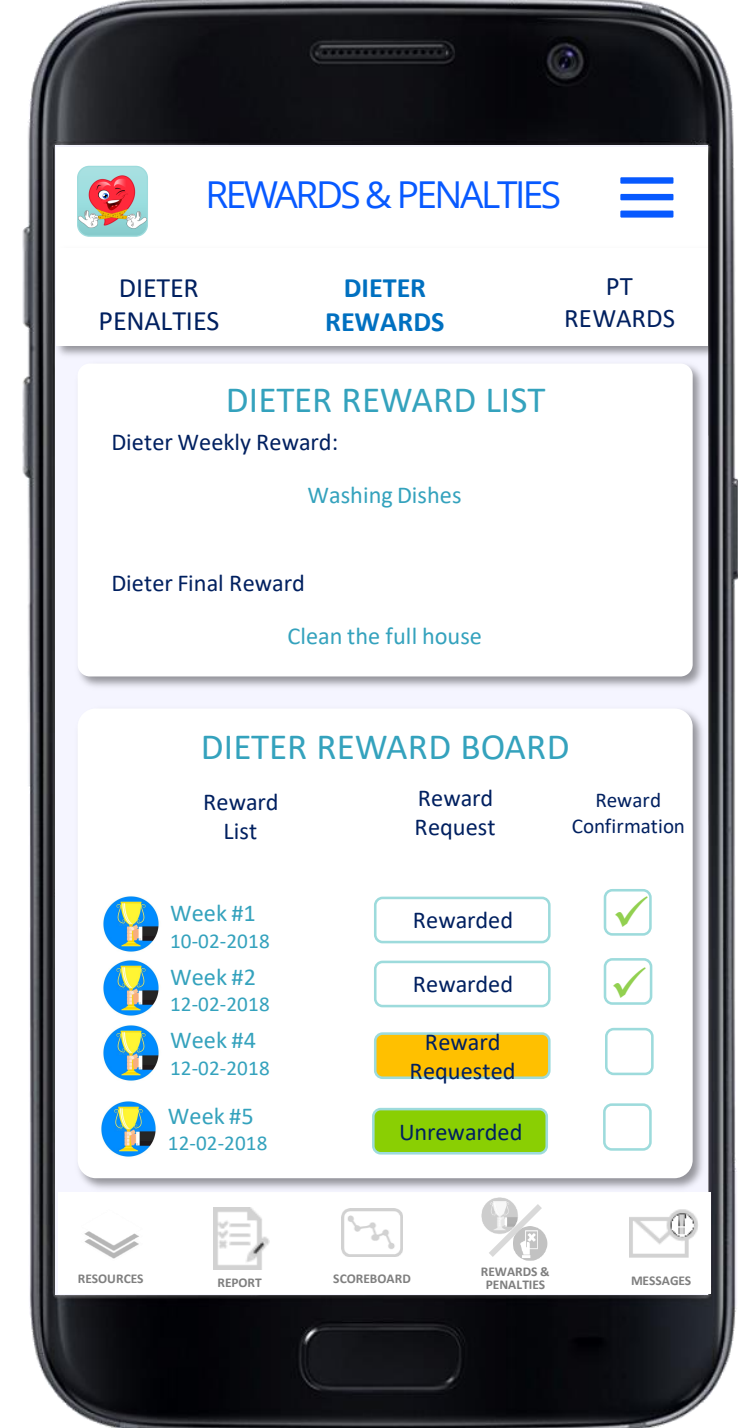 REWARDS & PENALTIES
DIETER
PENALTIES
DIETER
REWARDS
PT
REWARDS
DIETER REWARD LIST
Dieter Weekly Reward:
Washing Dishes
Dieter Final Reward
Clean the full house
DIETER REWARD BOARD
Reward
List
Reward
Request
Reward
Confirmation
Week #1
10-02-2018
Rewarded
Week #2
12-02-2018
Rewarded
Week #4
12-02-2018
Reward
Requested
Week #5
12-02-2018
Unrewarded
RESOURCES
REPORT
SCOREBOARD
REWARDS &
PENALTIES
MESSAGES